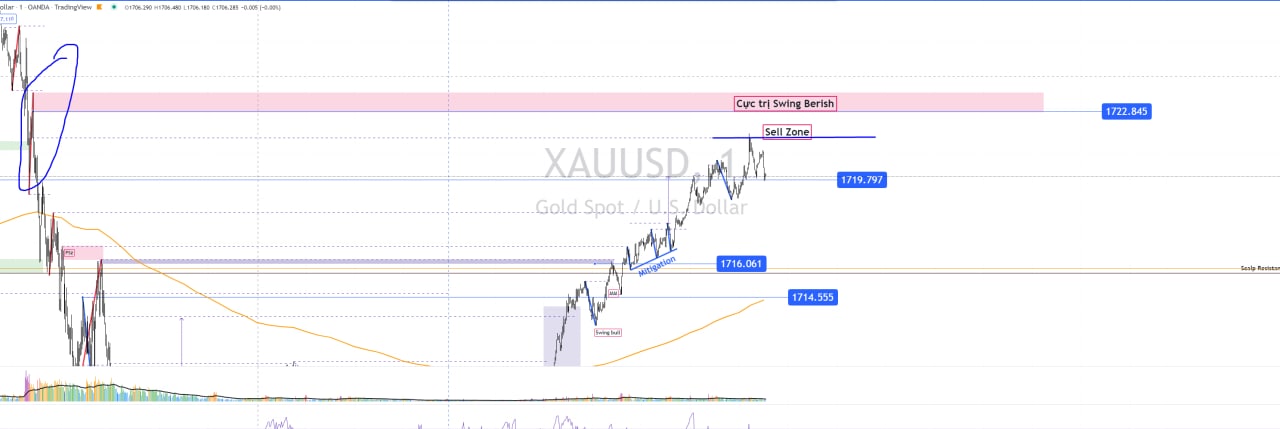 ollar · 1 · OANDA · TradingView O1706.290 H1706.480 L1706.180 C1706.285 -0.005 (-0.00%)
Cực trị Swing Berish
1722.845
Sell Zone
XAUUSD, 1
1719.797
Gold Spot / U.S. Dollar
Mitigation
1716.061
Scalp Resistan
1714.555
Swing bull